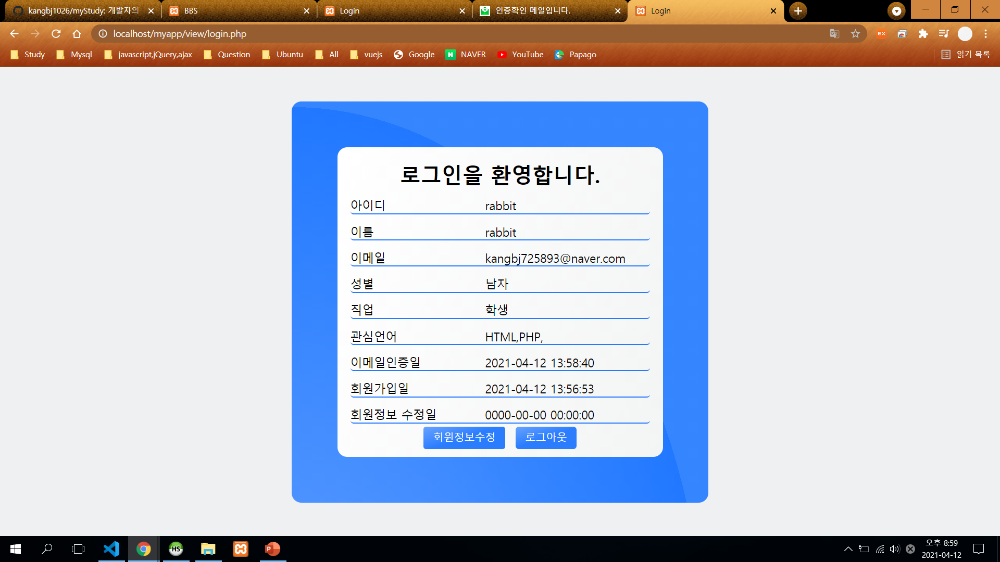 kangbj1026/myStudy: 개발자의
BBS
Login
인증확인 메일입니다.
Login
localhost/myapp/view/login.php
EX
Study
Mysql
javascript,jQuery,ajax
Question
Ubuntu
All
vuejs
Google
NAVER
YouTube
Papago
읽기 목록
로그인을 환영합니다.
아이디 rabbit
이름 rabbit
이메일 kangbj725893@naver.com
성별 남자
직업 학생
관심언어 HTML,PHP,
이메일인증일 2021-04-12 13:58:40
회원가입일 2021-04-12 13:56:53
회원정보 수정일 0000-00-00 00:00:00
회원정보수정 로그아웃
HS
오후 8:59
2021-04-12